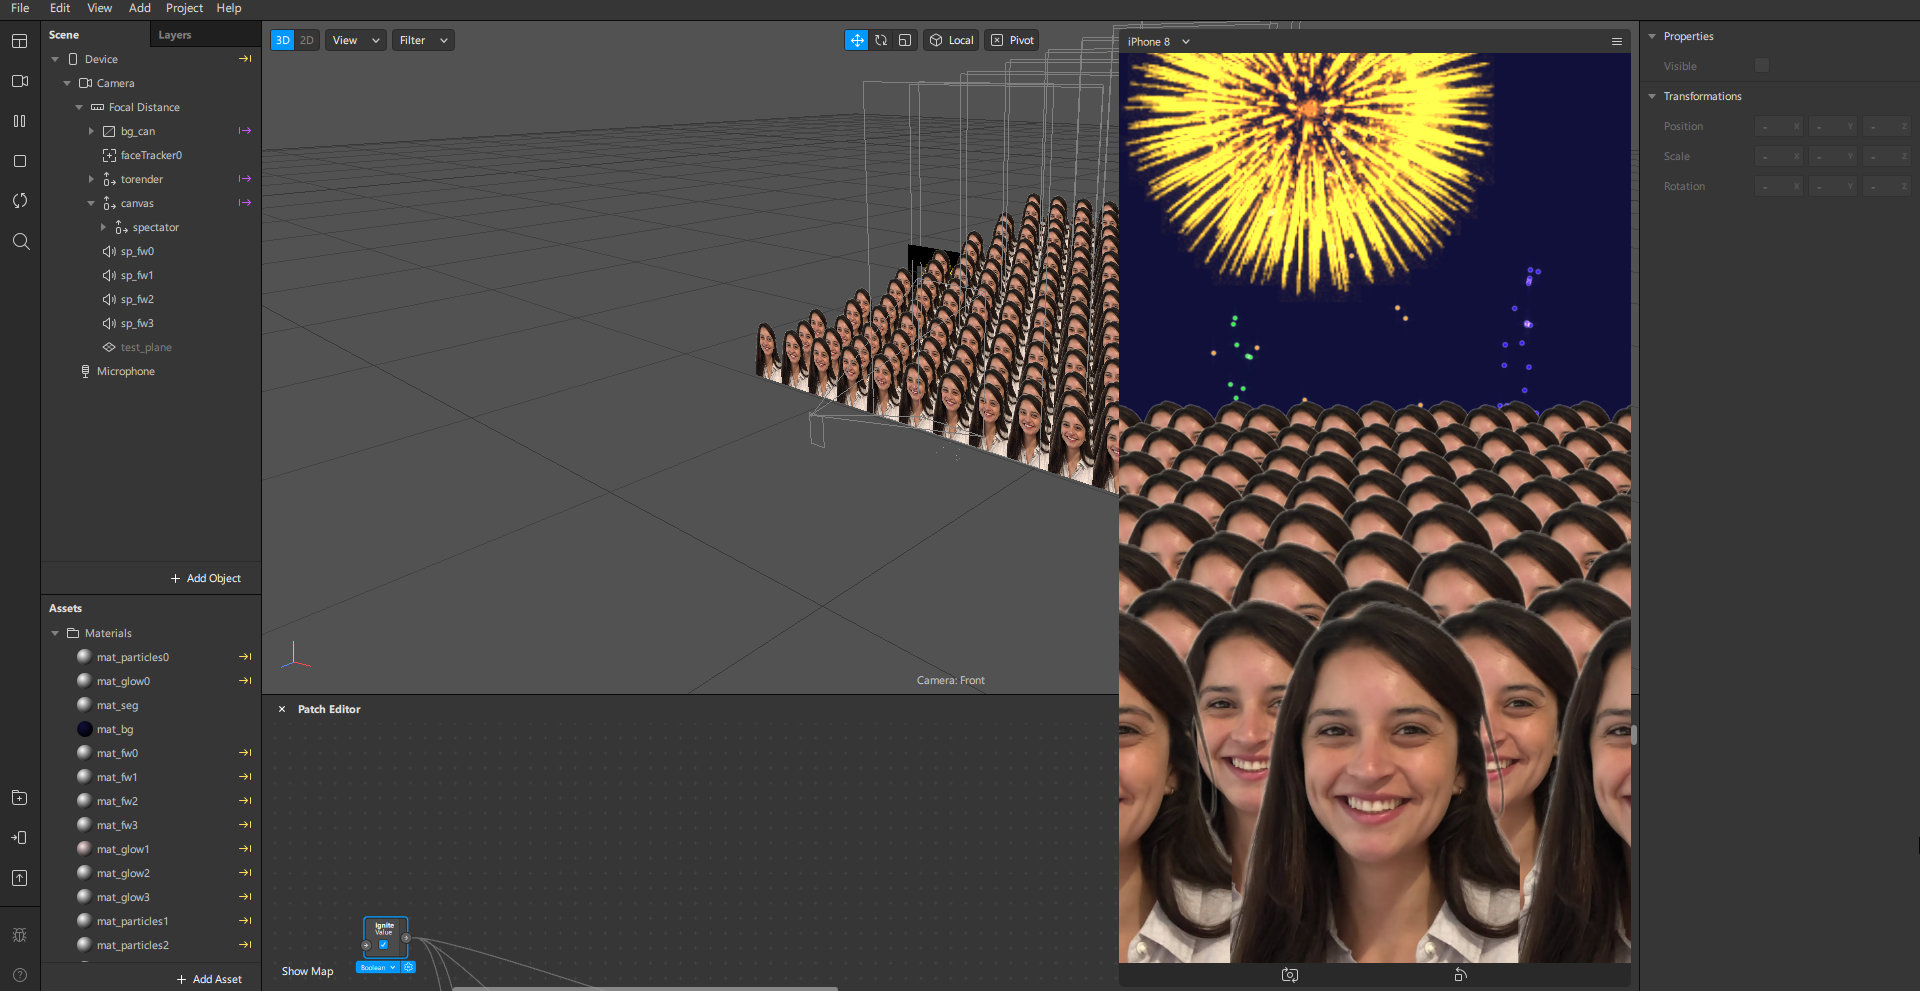 File Edit View Add Project Help
Scene Layers
Device
Camera
Focal Distance
bg_can
faceTracker0
torender
canvas
spectator
sp_fw0
sp_fw1
sp_fw2
sp_fw3
test_plane
Microphone
+ Add Object
Assets
Materials
mat_particles0
mat_glow0
mat_seg
mat_bg
mat_fw0
mat_fw1
mat_fw2
mat_fw3
mat_glow1
mat_glow2
mat_glow3
mat_particles1
mat_particles2
+ Add Asset
3D 2D View Filter Local Pivot
Camera: Front
Patch Editor
Ignite
Value
Boolean
Show Map
iPhone 8
Properties
Visible
Transformations
Position - X - Y - Z
Scale - X - Y - Z
Rotation - X - Y - Z